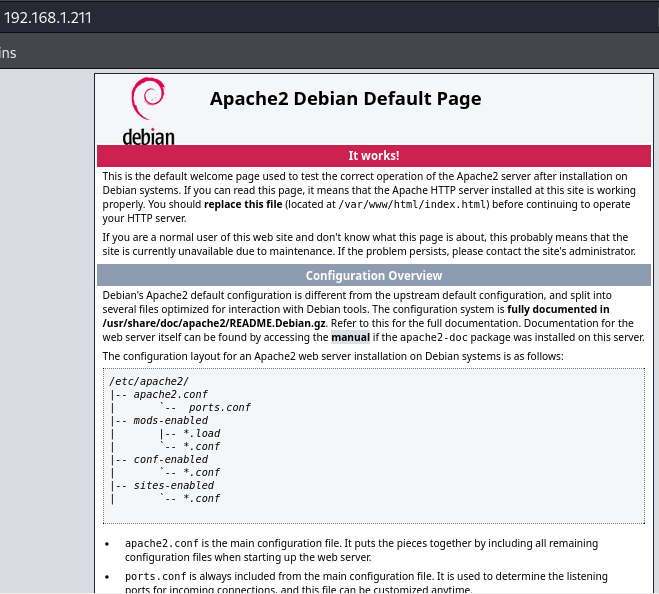 192.168.1.211
ins
Apache2 Debian Default Page
debian
It works!
This is the default welcome page used to test the correct operation of the Apache2 server after installation on
Debian systems. If you can read this page, it means that the Apache HTTP server installed at this site is working
properly. You should replace this file (located at /var/www/html/index.html) before continuing to operate
your HTTP server.
If you are a normal user of this web site and don't know what this page is about, this probably means that the
site is currently unavailable due to maintenance. If the problem persists, please contact the site's administrator.
Configuration Overview
Debian's Apache2 default configuration is different from the upstream default configuration, and split into
several files optimized for interaction with Debian tools. The configuration system is fully documented in
/usr/share/doc/apache2/README.Debian.gz. Refer to this for the full documentation. Documentation for the
web server itself can be found by accessing the manual if the apache2-doc package was installed on this server.
The configuration layout for an Apache2 web server installation on Debian systems is as follows:
/etc/apache2/
|-- apache2.conf
|       `--  ports.conf
|-- mods-enabled
|       |-- *.load
|       `-- *.conf
|-- conf-enabled
|       `-- *.conf
|-- sites-enabled
|       `-- *.conf
• apache2.conf is the main configuration file. It puts the pieces together by including all remaining
configuration files when starting up the web server.
• ports.conf is always included from the main configuration file. It is used to determine the listening
ports for incoming connections, and this file can be customized anytime.